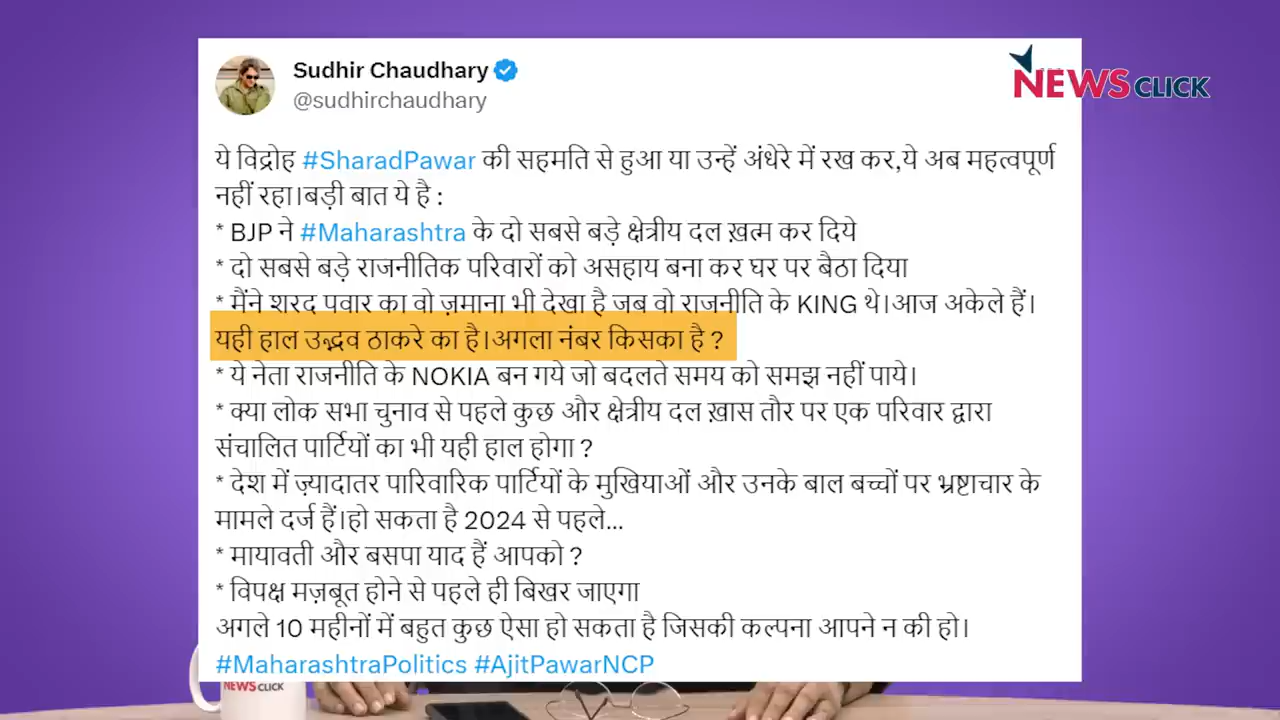 Sudhir Chaudhary
@sudhirchaudhary
NEWSCLICK
ये विद्रोह #SharadPawar की सहमति से हुआ या उन्हें अंधेरे में रख कर,ये अब महत्वपूर्ण
नहीं रहा।बड़ी बात ये है :
* BJP ने #Maharashtra के दो सबसे बड़े क्षेत्रीय दल ख़त्म कर दिये
* दो सबसे बड़े राजनीतिक परिवारों को असहाय बना कर घर पर बैठा दिया
* मैंने शरद पवार का वो ज़माना भी देखा है जब वो राजनीति के KING थे।आज अकेले हैं।
यही हाल उद्धव ठाकरे का है।अगला नंबर किसका है ?
* ये नेता राजनीति के NOKIA बन गये जो बदलते समय को समझ नहीं पाये।
* क्या लोक सभा चुनाव से पहले कुछ और क्षेत्रीय दल ख़ास तौर पर एक परिवार द्वारा
संचालित पार्टियों का भी यही हाल होगा ?
* देश में ज़्यादातर पारिवारिक पार्टियों के मुखियाओं और उनके बाल बच्चों पर भ्रष्टाचार के
मामले दर्ज हैं।हो सकता है 2024 से पहले...
* मायावती और बसपा याद हैं आपको ?
* विपक्ष मज़बूत होने से पहले ही बिखर जाएगा
अगले 10 महीनों में बहुत कुछ ऐसा हो सकता है जिसकी कल्पना आपने न की हो।
#MaharashtraPolitics #AjitPawarNCP
NEWSCLICK